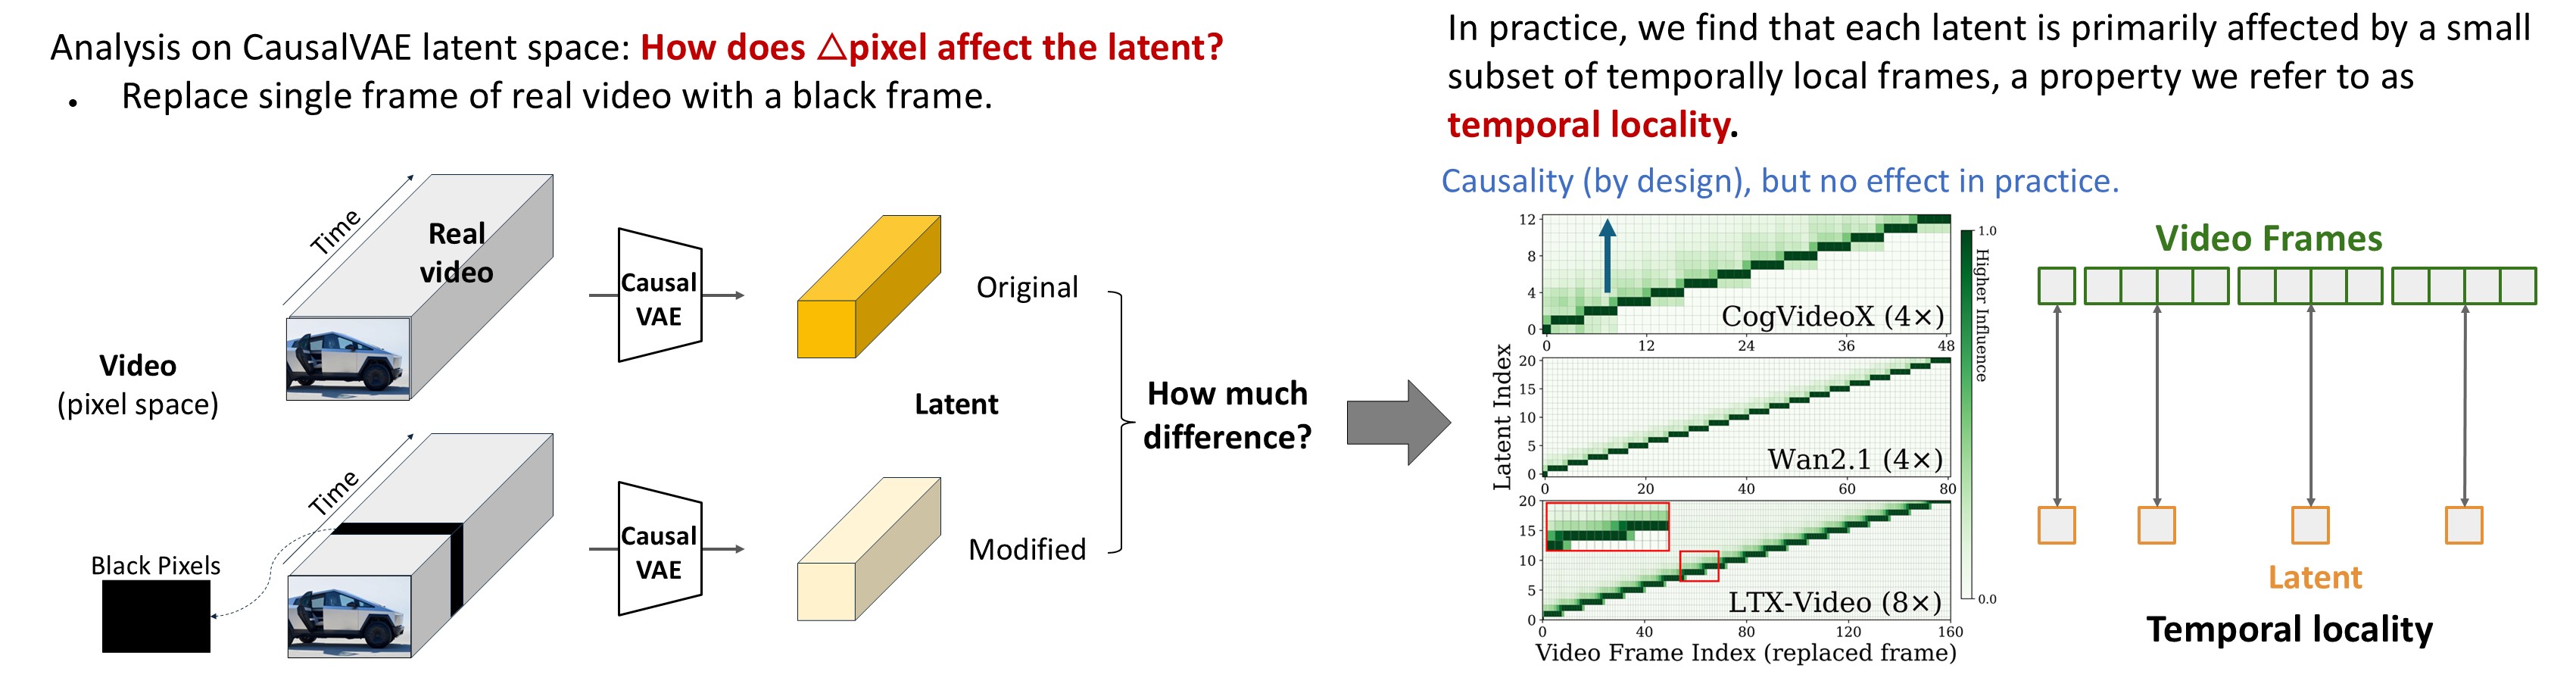 Analysis on CausalVAE latent space: How does △pixel affect the latent?
• Replace single frame of real video with a black frame.
Time
Real
video
Causal
VAE
Original
Video
(pixel space)
Latent
How much
difference?
Time
Black Pixels
Causal
VAE
Modified
In practice, we find that each latent is primarily affected by a small
subset of temporally local frames, a property we refer to as
temporal locality.
Causality (by design), but no effect in practice.
Latent Index
12
8
4
0
CogVideoX (4×)
0 12 24 36 48
20
15
10
5
0
Wan2.1 (4×)
0 20 40 60 80
20
15
10
5
0
LTX-Video (8×)
0 40 80 120 160
Video Frame Index (replaced frame)
1.0
Higher Influence
0.0
Video Frames
Latent
Temporal locality